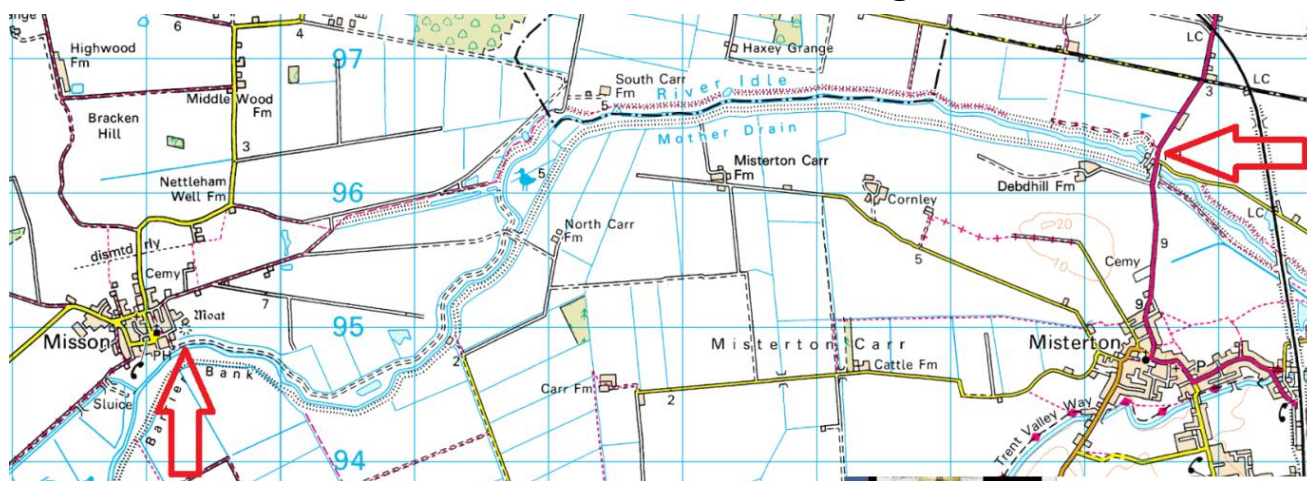 nge
Highwood
Fm
6
4
97
Haxey Grange
LC
LC
South Carr
Fm
River Idle
5
Middle Wood
Fm
3
Bracken
Hill
Mother Drain
3
Misterton Carr
Fm
96
5
Debdhill Fm
Nettleham
Well Fm
Cornley
LC
North Carr
Fm
20
10
9
dismtd rly
5
Cemy
Cemy
7
Moat
9
95
Misson
Misterton Carr
Misterton
PH
2
Bank
Cattle Fm
P
Carr Fm
Sluice
2
Barrier
Trent Valley Way
94